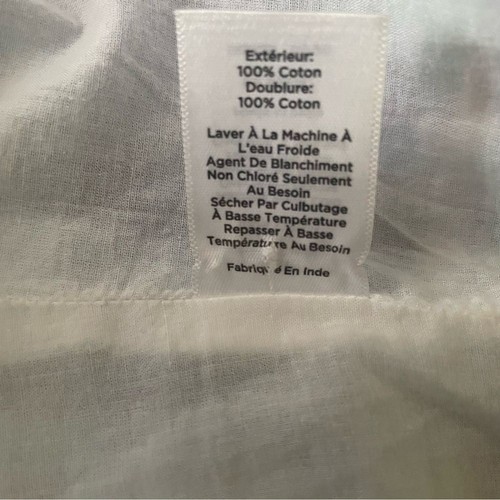 Extérieur:
100% Coton
Doublure:
100% Coton
Laver À La Machine À
L'eau Froide
Agent De Blanchiment
Non Chloré Seulement
Au Besoin
Sécher Par Culbutage
À Basse Température
Repasser À Basse
Température Au Besoin
Fabriqué En Inde